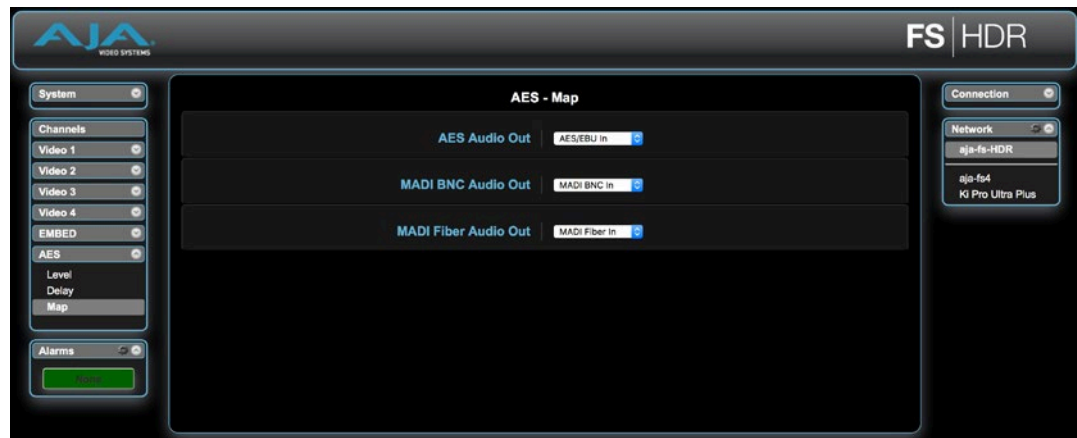 AJA
VIDEO SYSTEMS
FS HDR
System
Channels
Video 1
Video 2
Video 3
Video 4
EMBED
AES
Level
Delay
Map
Alarms
None
AES - Map
AES Audio Out AES/EBU In
MADI BNC Audio Out MADI BNC In
MADI Fiber Audio Out MADI Fiber In
Connection
Network
aja-fs-HDR
aja-fs4
Ki Pro Ultra Plus